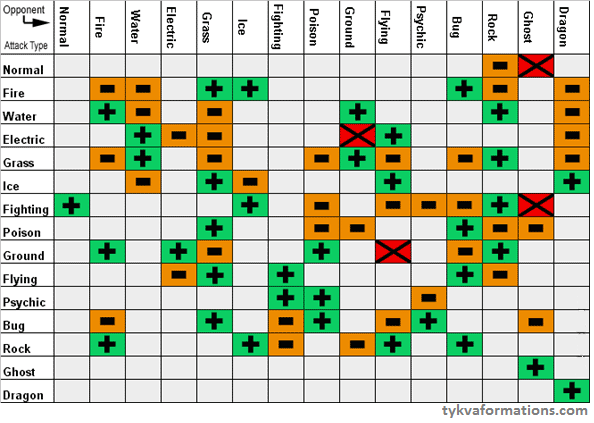 Opponent
Attack Type
Normal
Fire
Water
Electric
Grass
Ice
Fighting
Poison
Ground
Flying
Psychic
Bug
Rock
Ghost
Dragon
Normal
Fire
Water
Electric
Grass
Ice
Fighting
Poison
Ground
Flying
Psychic
Bug
Rock
Ghost
Dragon
tykvaformations.com